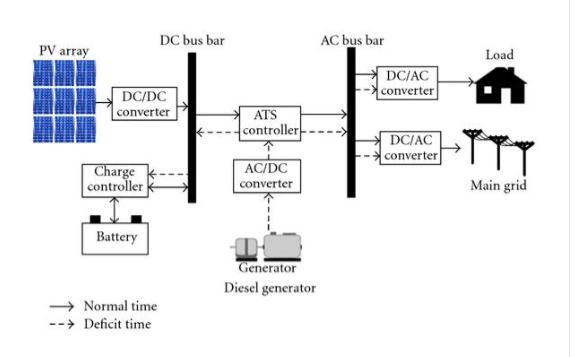 PV array
DC bus bar
AC bus bar
Load
DC/DC
converter
ATS
controller
DC/AC
converter
DC/AC
converter
Main grid
Charge
controller
AC/DC
converter
Battery
Generator
Diesel generator
Normal time
Deficit time